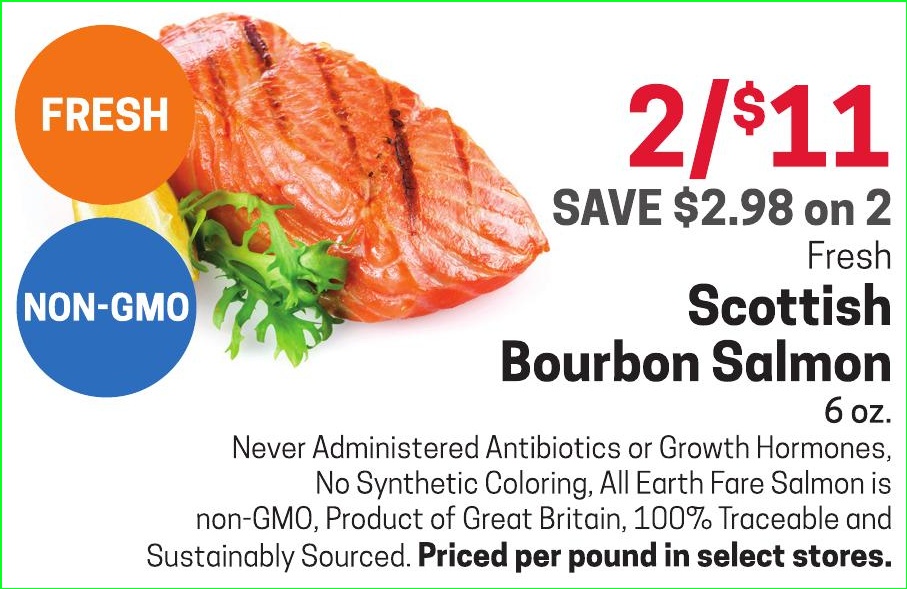 FRESH
NON-GMO
2/$11
SAVE $2.98 on 2
Fresh
Scottish
Bourbon Salmon
6 oz.
Never Administered Antibiotics or Growth Hormones,
No Synthetic Coloring, All Earth Fare Salmon is
non-GMO, Product of Great Britain, 100% Traceable and
Sustainably Sourced. Priced per pound in select stores.